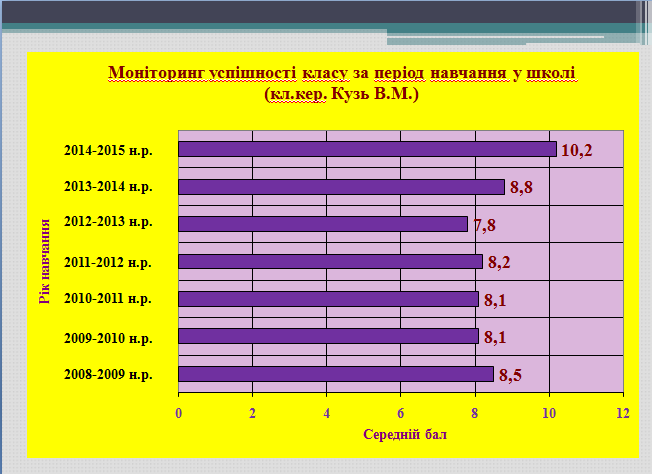 Моніторинг успішності класу за період навчання у школі
(кл.кер. Кузь В.М.)
2014-2015 н.р.
10,2
2013-2014 н.р.
8,8
2012-2013 н.р.
7,8
2011-2012 н.р.
8,2
2010-2011 н.р.
8,1
2009-2010 н.р.
8,1
2008-2009 н.р.
8,5
Рік навчання
0 2 4 6 8 10 12
Середній бал